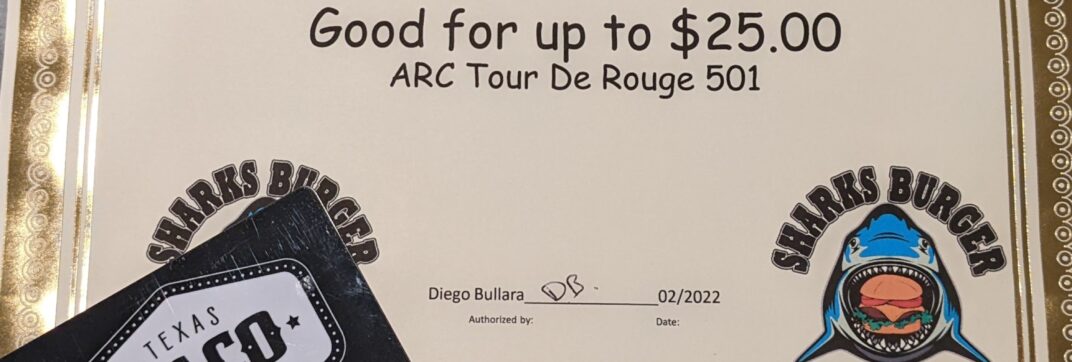 Good for up to $25.00
ARC Tour De Rouge 501
SHARKS BURGER
SHARKS BURGER
Diego Bullara DB. 02/2022
Authorized by: Date:
TEXAS